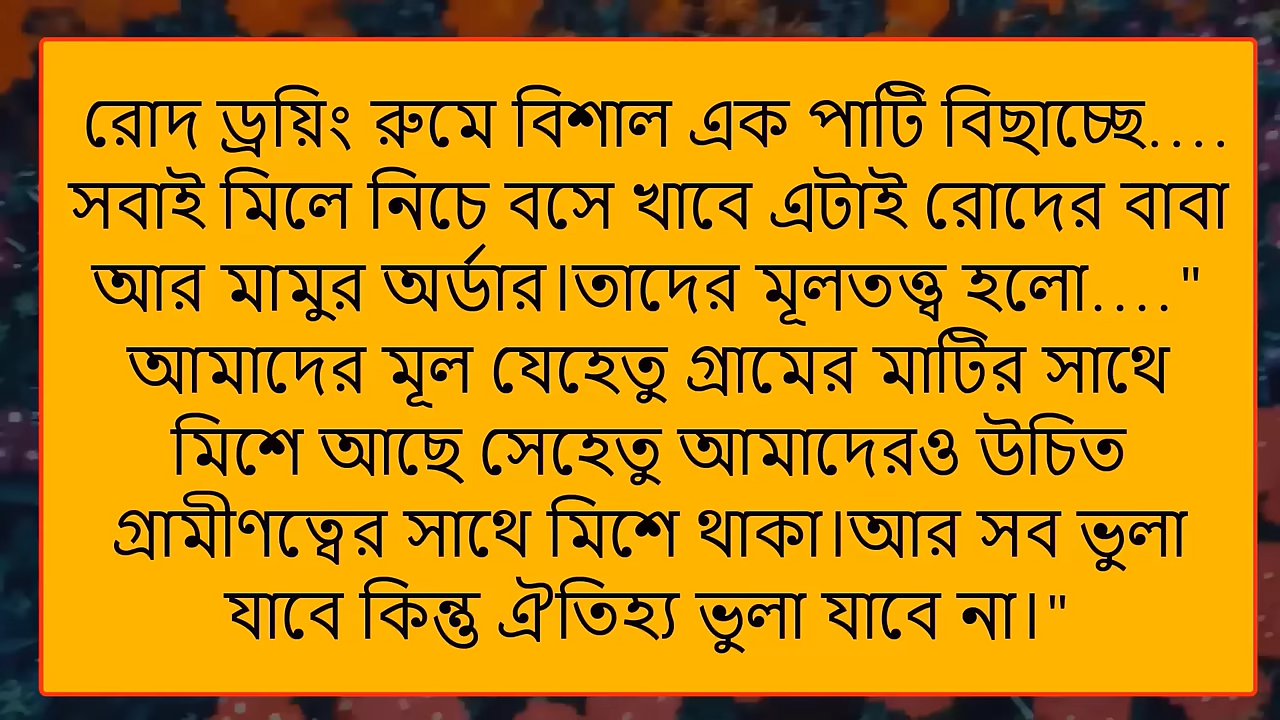 রোদ ড্রয়িং রুমে বিশাল এক পাটি বিছাচ্ছে....
সবাই মিলে নিচে বসে খাবে এটাই রোদের বাবা
আর মামুর অর্ডার।তাদের মূলতত্ত্ব হলো...."
আমাদের মূল যেহেতু গ্রামের মাটির সাথে
মিশে আছে সেহেতু আমাদেরও উচিত
গ্রামীণত্বের সাথে মিশে থাকা।আর সব ভুলা
যাবে কিন্তু ঐতিহ্য ভুলা যাবে না।"